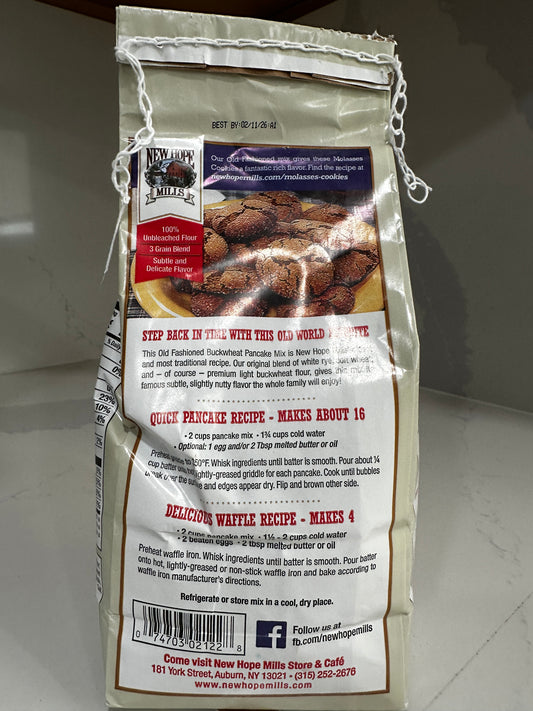 BEST BY:02/11/26 A1
NEW HOPE
MILLS
100%
Unbleached Flour
3 Grain Blend
Subtle and
Delicate Flavor
Our Old Fashioned mix gives these Molasses
Cookies a fantastic rich flavor. Find the recipe at
newhopemills.com/molasses-cookies
STEP BACK IN TIME WITH THIS OLD WORLD
This Old Fashioned Buckwheat Pancake Mix is New Hope
and most traditional recipe. Our original blend of white rye, soft wheat,
and – of course – premium light buckwheat flour, gives this mix
famous subtle, slightly nutty flavor the whole family will enjoy!
QUICK PANCAKE RECIPE - MAKES ABOUT 16
• 2 cups pancake mix • 1¾ cups cold water
• Optional: 1 egg and/or 2 Tbsp melted butter or oil
Preheat to 350°F. Whisk ingredients until batter is smooth. Pour about ¼
cup batter lightly-greased griddle for each pancake. Cook until bubbles
break over the and edges appear dry. Flip and brown other side.
DELICIOUS WAFFLE RECIPE - MAKES 4
• 2 cups pancake mix • 1½ - 2 cups cold water
• 2 beaten eggs • 2 tbsp melted butter or oil
Preheat waffle iron. Whisk ingredients until batter is smooth. Pour batter
onto hot, lightly-greased or non-stick waffle iron and bake according to
waffle iron manufacturer's directions.
Refrigerate or store mix in a cool, dry place.
0 74703 02122 8
Follow us at
fb.com/newhopemills
Come visit New Hope Mills Store & Café
181 York Street, Auburn, NY 13021 • (315) 252-2676
www.newhopemills.com
23%
10%
4%